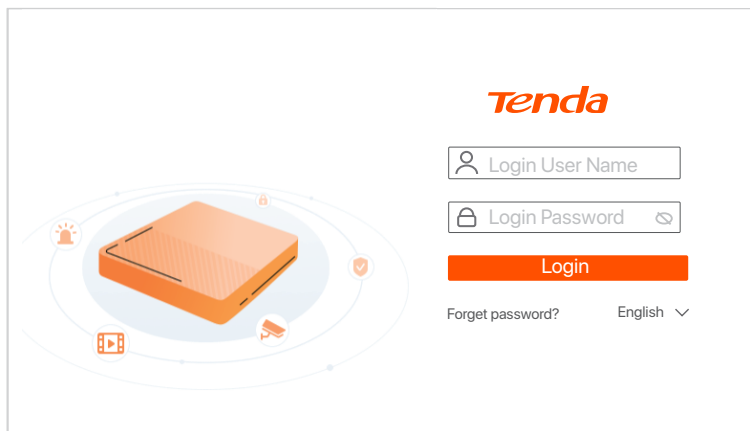 Tenda
Login User Name
Login Password
Login
Forget password?
English